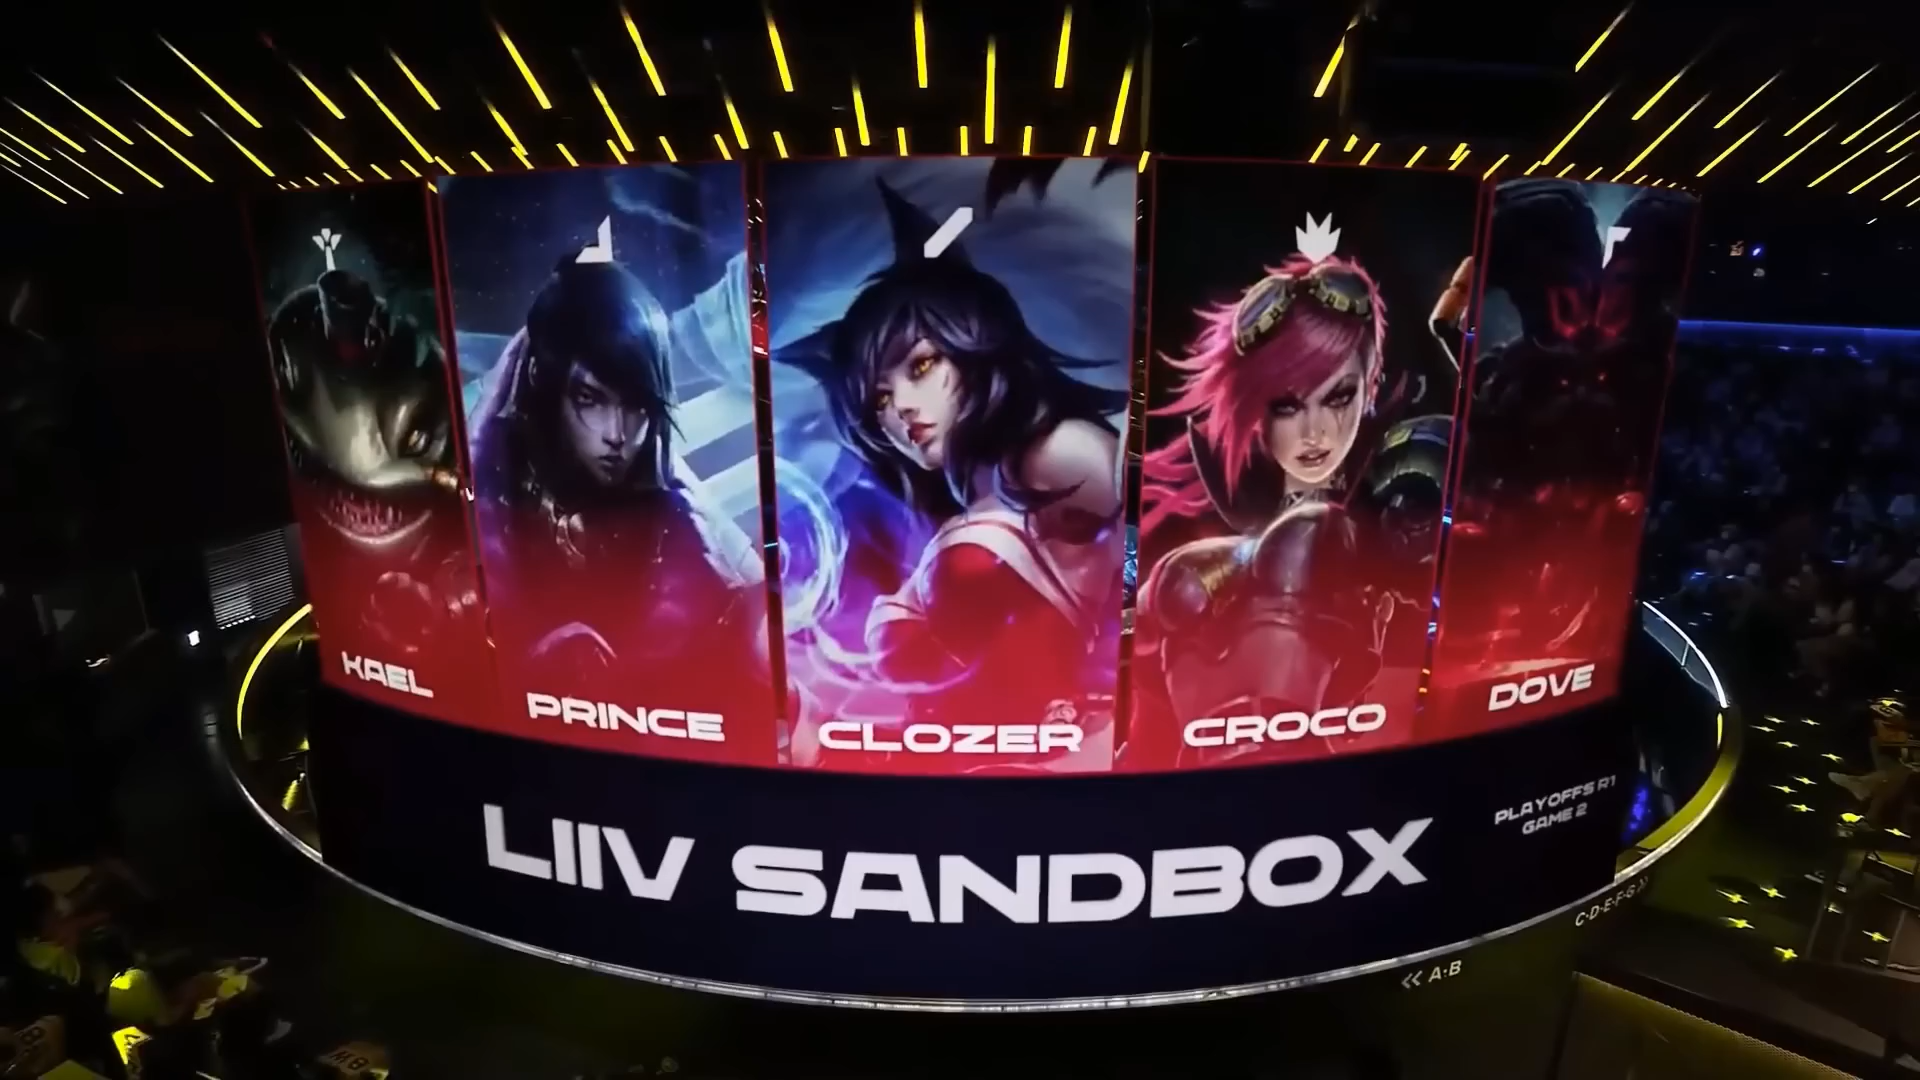 KAEL
PRINCE
CLOZER
CROCO
DOVE
LIIV SANDBOX
PLAYOFFS R1
GAME 2
C·D·E·F·G
<< A·B